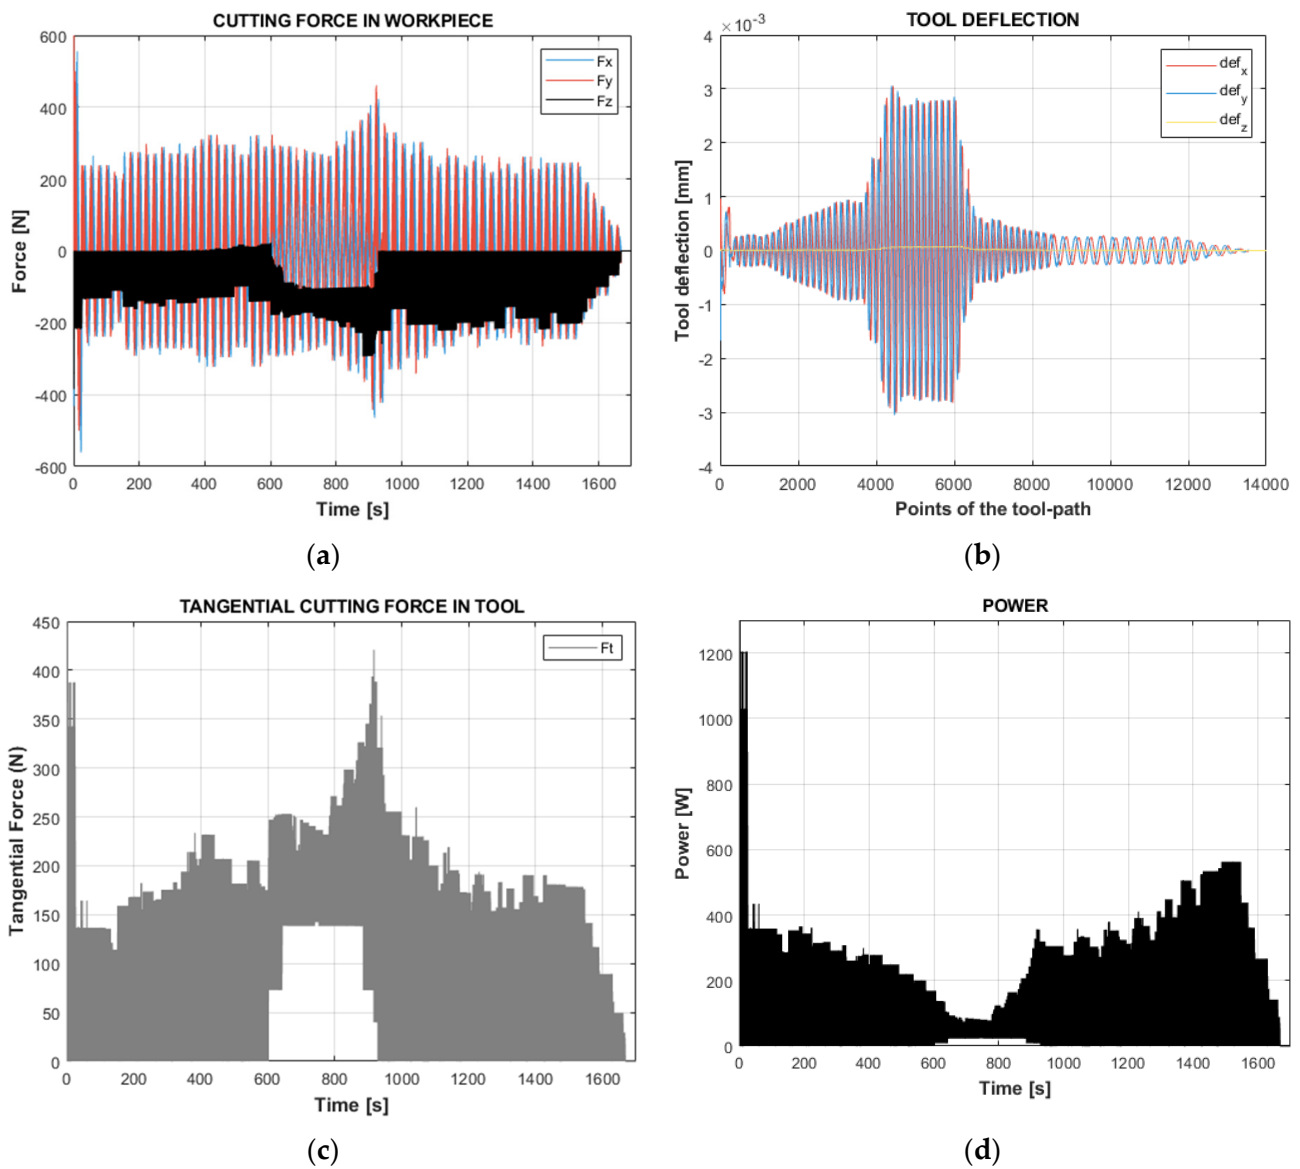 CUTTING FORCE IN WORKPIECE
600
400
200
0
-200
-400
-600
Force [N]
Fx
Fy
Fz
0 200 400 600 800 1000 1200 1400 1600
Time [s]
(a)
TOOL DEFLECTION
×10⁻³
4
3
2
1
0
-1
-2
-3
-4
Tool deflection [mm]
def_x
def_y
def_z
0 2000 4000 6000 8000 10000 12000 14000
Points of the tool-path
(b)
TANGENTIAL CUTTING FORCE IN TOOL
450
400
350
300
250
200
150
100
50
0
Tangential Force (N)
Ft
0 200 400 600 800 1000 1200 1400 1600
Time [s]
(c)
POWER
1200
1000
800
600
400
200
0
Power [W]
0 200 400 600 800 1000 1200 1400 1600
Time [s]
(d)